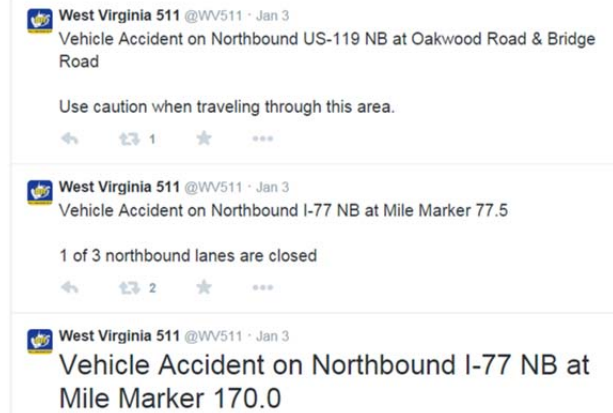 West Virginia 511 @WV511 · Jan 3
Vehicle Accident on Northbound US-119 NB at Oakwood Road & Bridge
Road
Use caution when traveling through this area.
1
West Virginia 511 @WV511 · Jan 3
Vehicle Accident on Northbound I-77 NB at Mile Marker 77.5
1 of 3 northbound lanes are closed
2
West Virginia 511 @WV511 · Jan 3
Vehicle Accident on Northbound I-77 NB at
Mile Marker 170.0